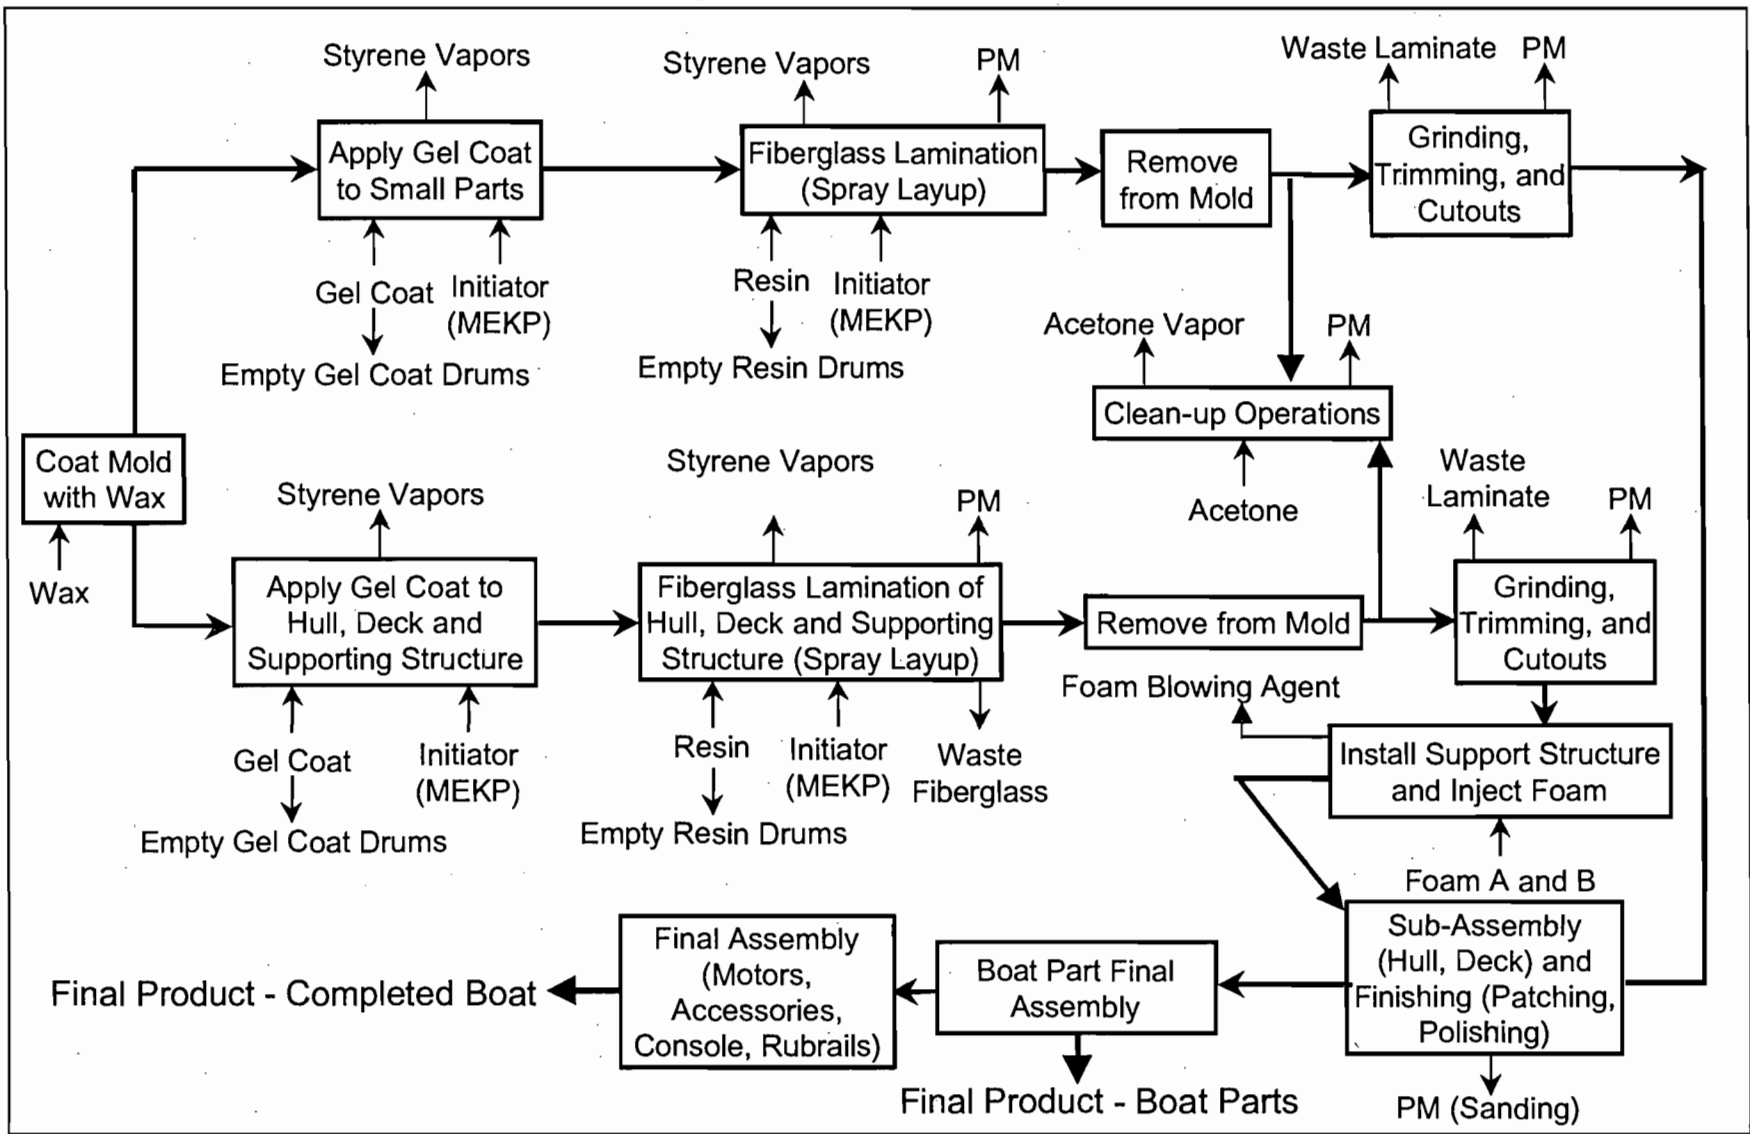 Styrene Vapors
Styrene Vapors
PM
Waste Laminate
PM
Apply Gel Coat
to Small Parts
Fiberglass Lamination
(Spray Layup)
Remove
from Mold
Grinding,
Trimming, and
Cutouts
Gel Coat
Initiator
(MEKP)
Empty Gel Coat Drums
Resin
Initiator
(MEKP)
Empty Resin Drums
Acetone Vapor
PM
Clean-up Operations
Acetone
Coat Mold
with Wax
Wax
Styrene Vapors
Styrene Vapors
PM
Waste
Laminate
PM
Apply Gel Coat to
Hull, Deck and
Supporting Structure
Fiberglass Lamination of
Hull, Deck and Supporting
Structure (Spray Layup)
Remove from Mold
Grinding,
Trimming, and
Cutouts
Gel Coat
Initiator
(MEKP)
Empty Gel Coat Drums
Resin
Initiator
(MEKP)
Waste
Fiberglass
Empty Resin Drums
Foam Blowing Agent
Install Support Structure
and Inject Foam
Foam A and B
Sub-Assembly
(Hull, Deck) and
Finishing (Patching,
Polishing)
PM (Sanding)
Boat Part Final
Assembly
Final Product - Boat Parts
Final Assembly
(Motors,
Accessories,
Console, Rubrails)
Final Product - Completed Boat